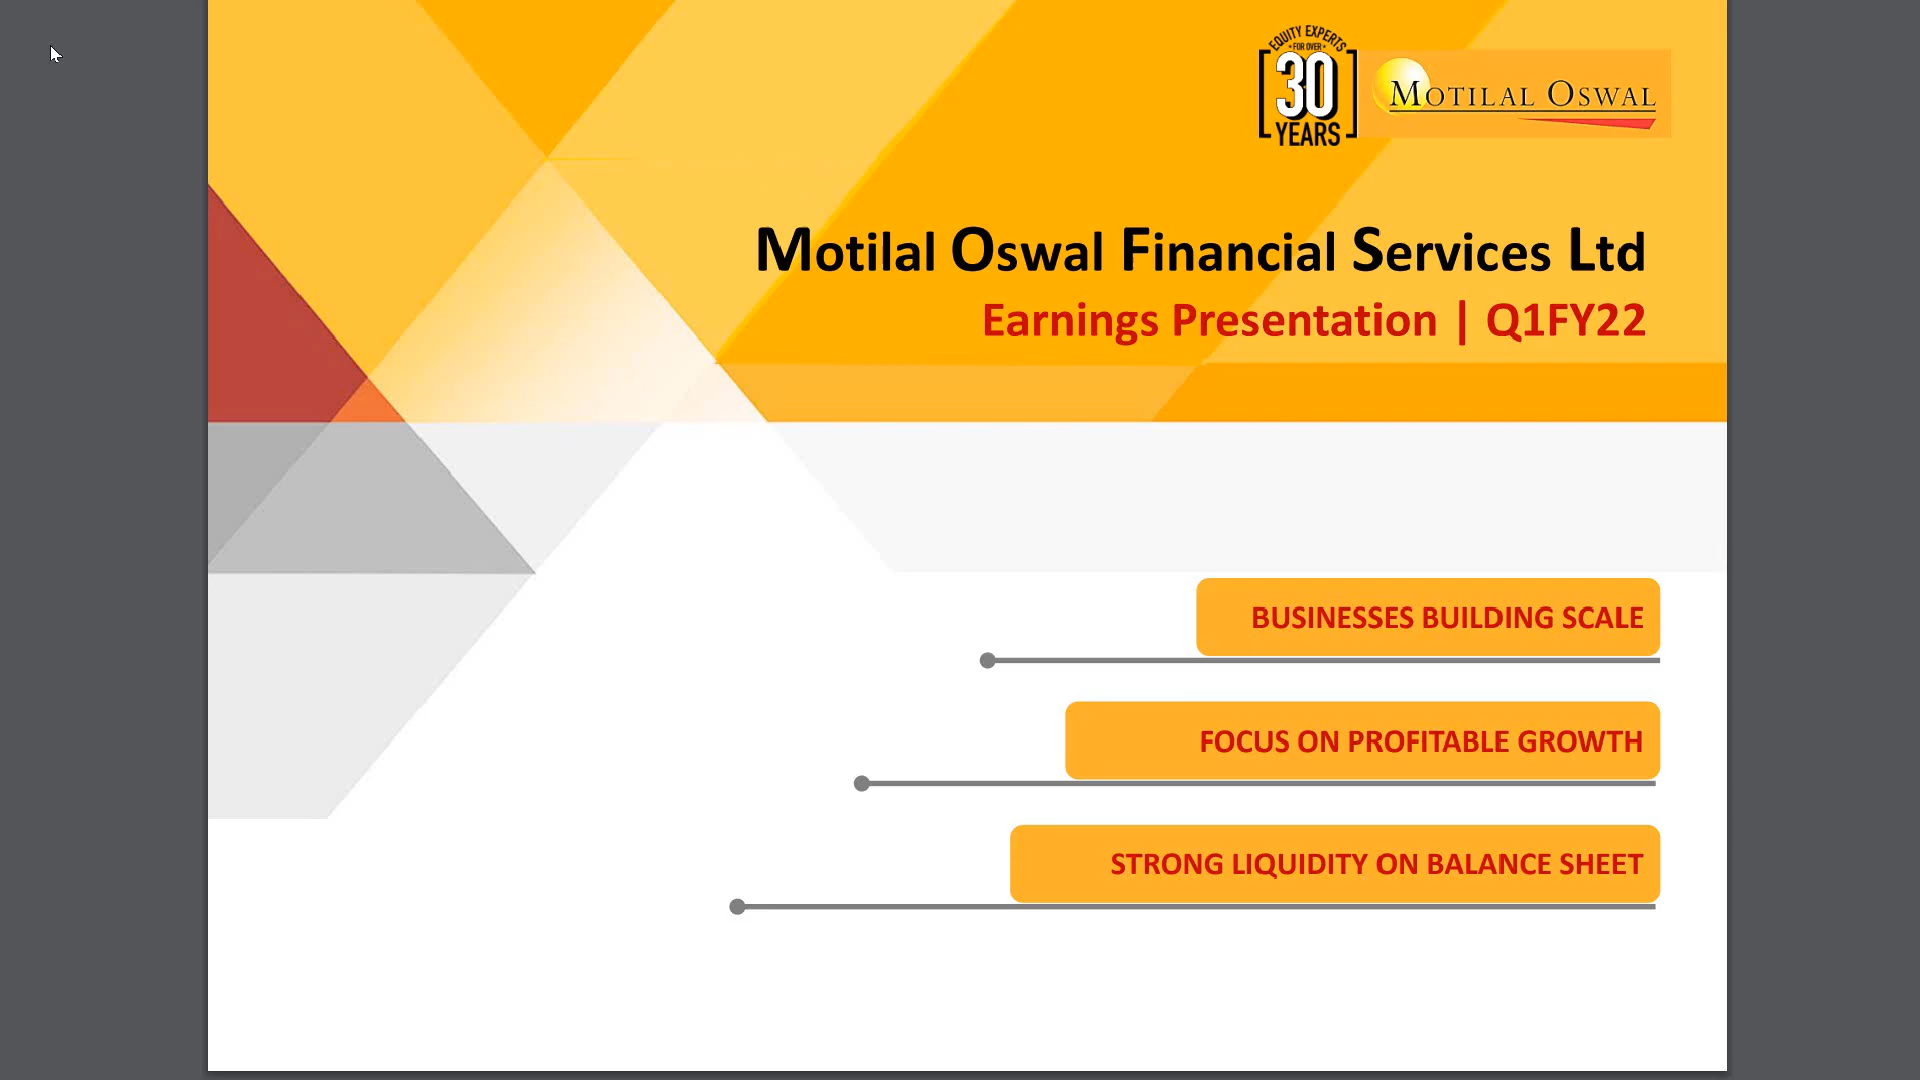 EQUITY EXPERTS
• FOR OVER •
30
YEARS
MOTILAL OSWAL
Motilal Oswal Financial Services Ltd
Earnings Presentation | Q1FY22
BUSINESSES BUILDING SCALE
FOCUS ON PROFITABLE GROWTH
STRONG LIQUIDITY ON BALANCE SHEET